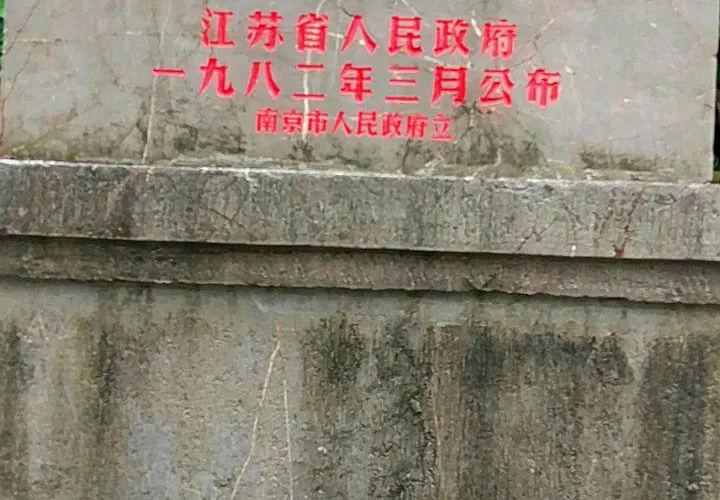 江苏省人民政府
一九八二年三月公布
南京市人民政府立